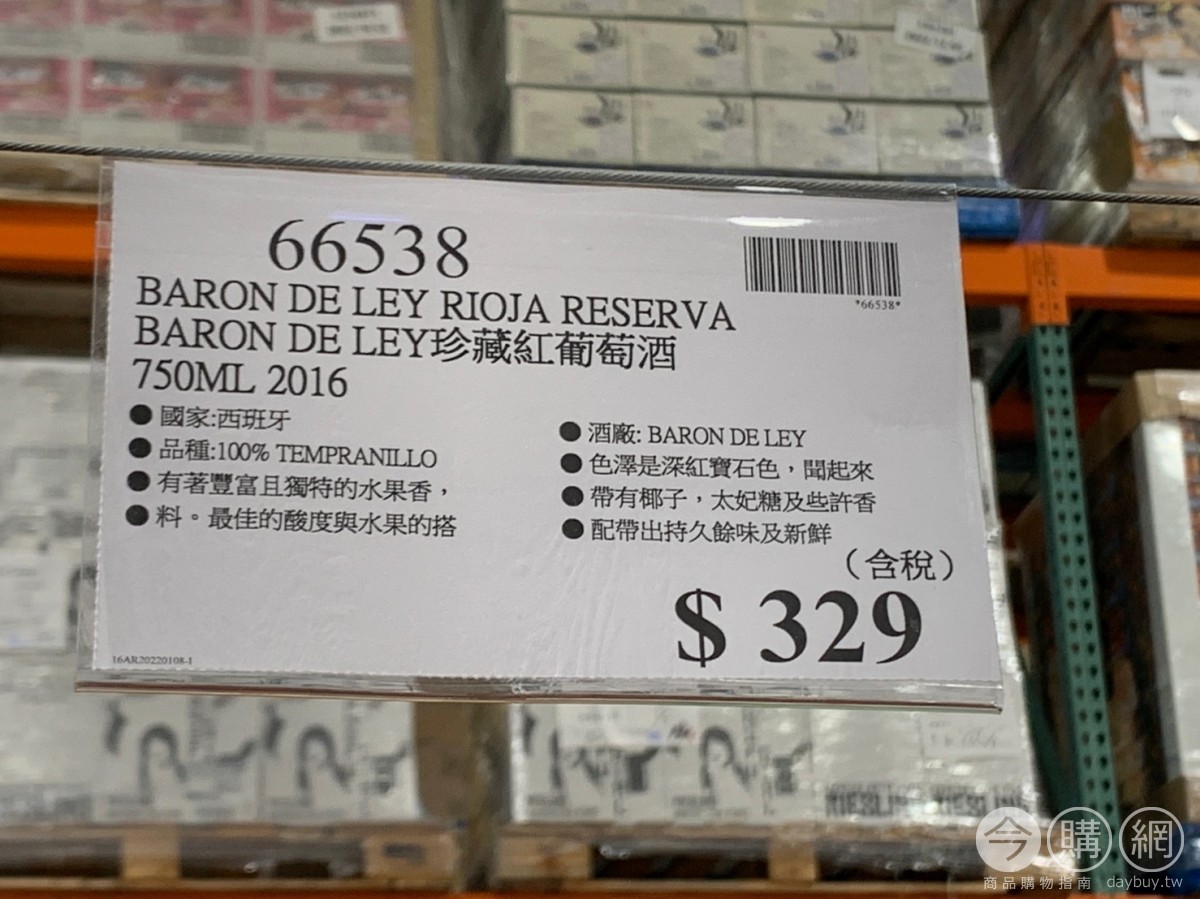 66538
*66538*
BARON DE LEY RIOJA RESERVA
BARON DE LEY珍藏紅葡萄酒
750ML 2016
● 國家:西班牙
● 品種:100% TEMPRANILLO
● 有著豐富且獨特的水果香，
● 料。最佳的酸度與水果的搭
● 酒廠: BARON DE LEY
● 色澤是深紅寶石色，聞起來
● 帶有椰子，太妃糖及些許香
● 配帶出持久餘味及新鮮
（含稅）
$ 329
16AR20220108-1
RIESLING
今購網
商品購物指南 daybuy.tw